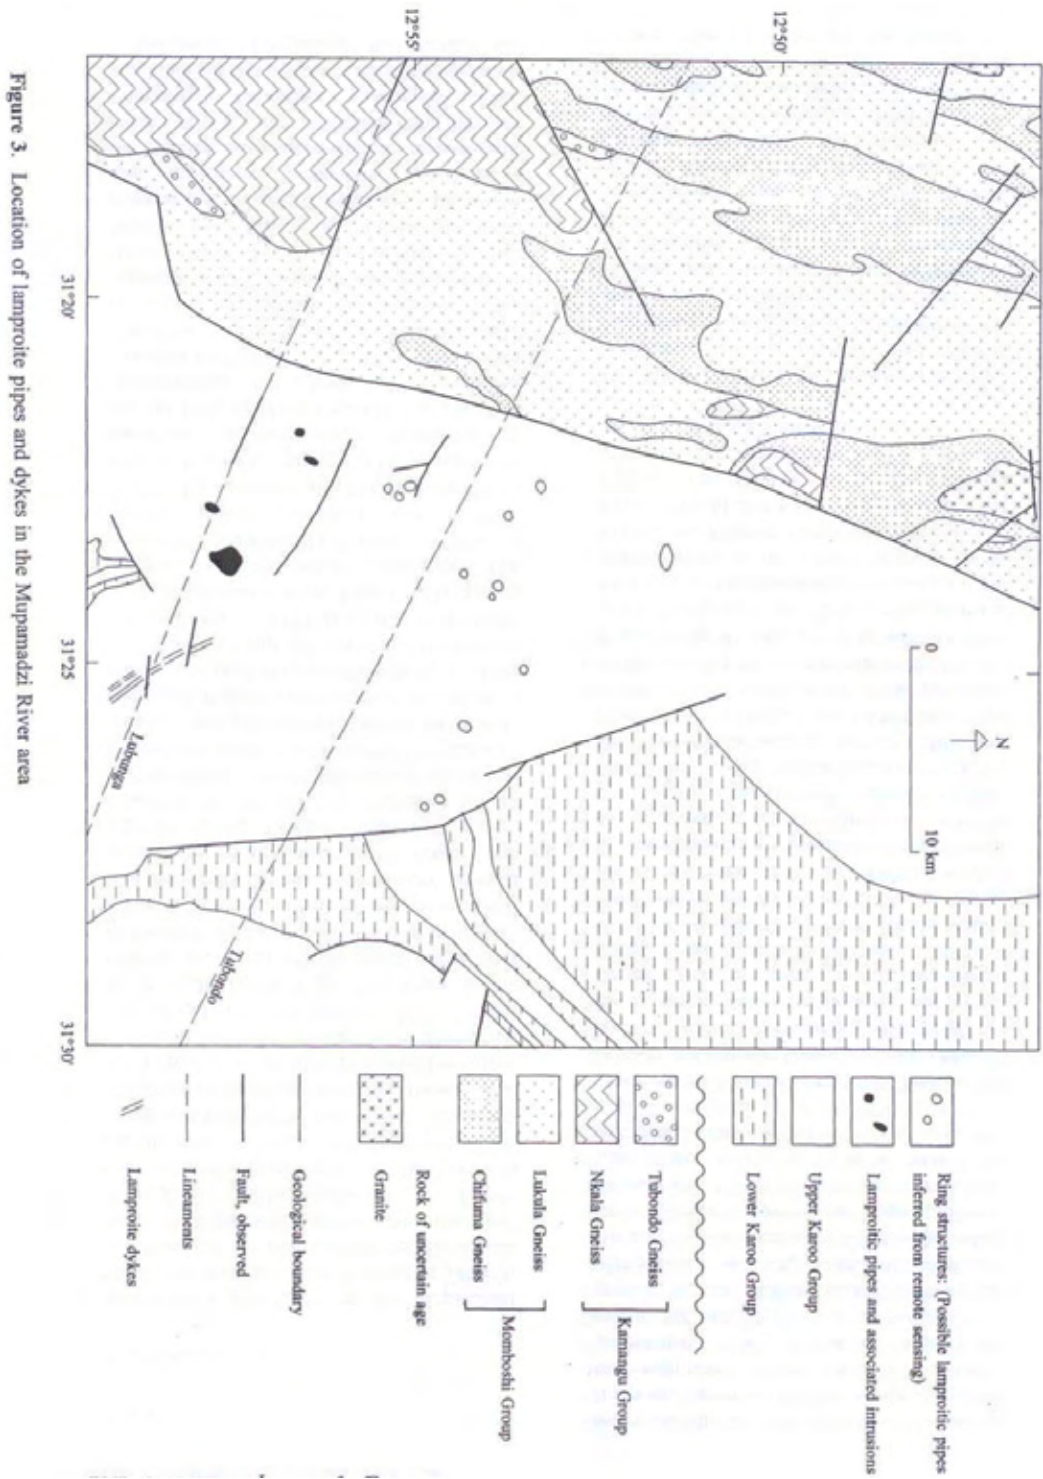 12°50'
12°55'
31°20'
31°25
31°30'
N
0
10 km
Lubunga
Tubondo
Ring structures: (Possible lamproitic pipes
inferred from remote sensing)
Lamproitic pipes and associated intrusions
Upper Karoo Group
Lower Karoo Group
Tubondo Gneiss
Nkala Gneiss
Kamangu Group
Lukula Gneiss
Chifuma Gneiss
Momboshi Group
Rock of uncertain age
Granite
Geological boundary
Fault, observed
Lineaments
Lamproite dykes
Figure 3. Location of lamproite pipes and dykes in the Mupamadzi River area